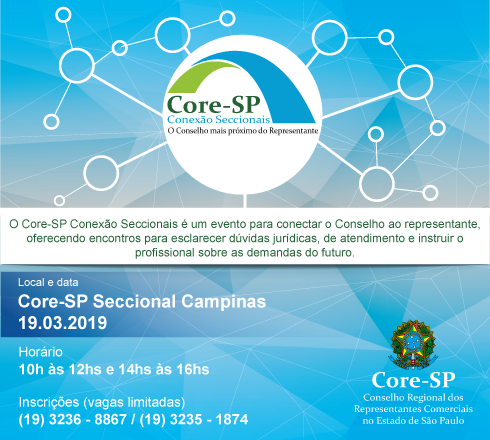 Core-SP
Conexão Seccionais
O Conselho mais próximo do Representante
O Core-SP Conexão Seccionais é um evento para conectar o Conselho ao representante,
oferecendo encontros para esclarecer dúvidas jurídicas, de atendimento e instruir o
profissional sobre as demandas do futuro.
Local e data
Core-SP Seccional Campinas
19.03.2019
Horário
10h às 12hs e 14hs às 16hs
Inscrições (vagas limitadas)
(19) 3236 - 8867 / (19) 3235 - 1874
Core-SP
Conselho Regional dos
Representantes Comerciais
no Estado de São Paulo